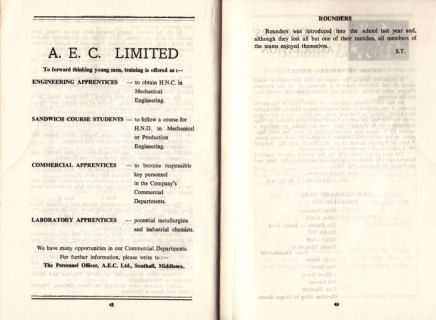 A. E. C. LIMITED
To forward thinking young men, training is offered as :—
ENGINEERING APPRENTICES — to obtain H.N.C. in
Mechanical
Engineering.
SANDWICH COURSE STUDENTS — to follow a course for
H.N.D. in Mechanical
or Production
Engineering.
COMMERCIAL APPRENTICES — to become responsible
key personnel
in the Company's
Commercial
Departments.
LABORATORY APPRENTICES — potential metallurgists
and industrial chemists.
We have many opportunities in our Commercial Departments.
For further information, please write to :—
The Personnel Officer, A.E.C. Ltd., Southall, Middlesex.
48
ROUNDERS
Rounders was introduced into the school last year and,
although they lost all but one of their matches, all members of
the teams enjoyed themselves.
S.T.